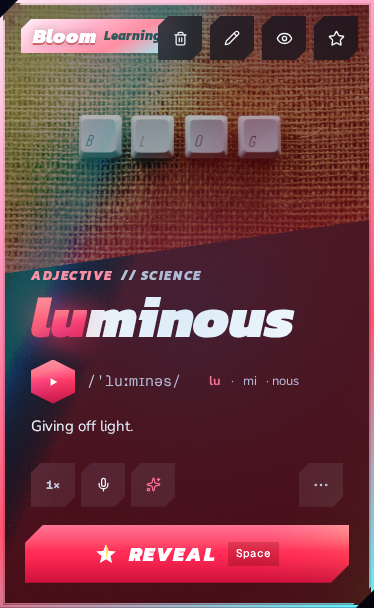 Bloom Learning
B L O G
ADJECTIVE // SCIENCE
luminous
/ˈluːmɪnəs/ lu · mi · nous
Giving off light.
1×
...
REVEAL Space